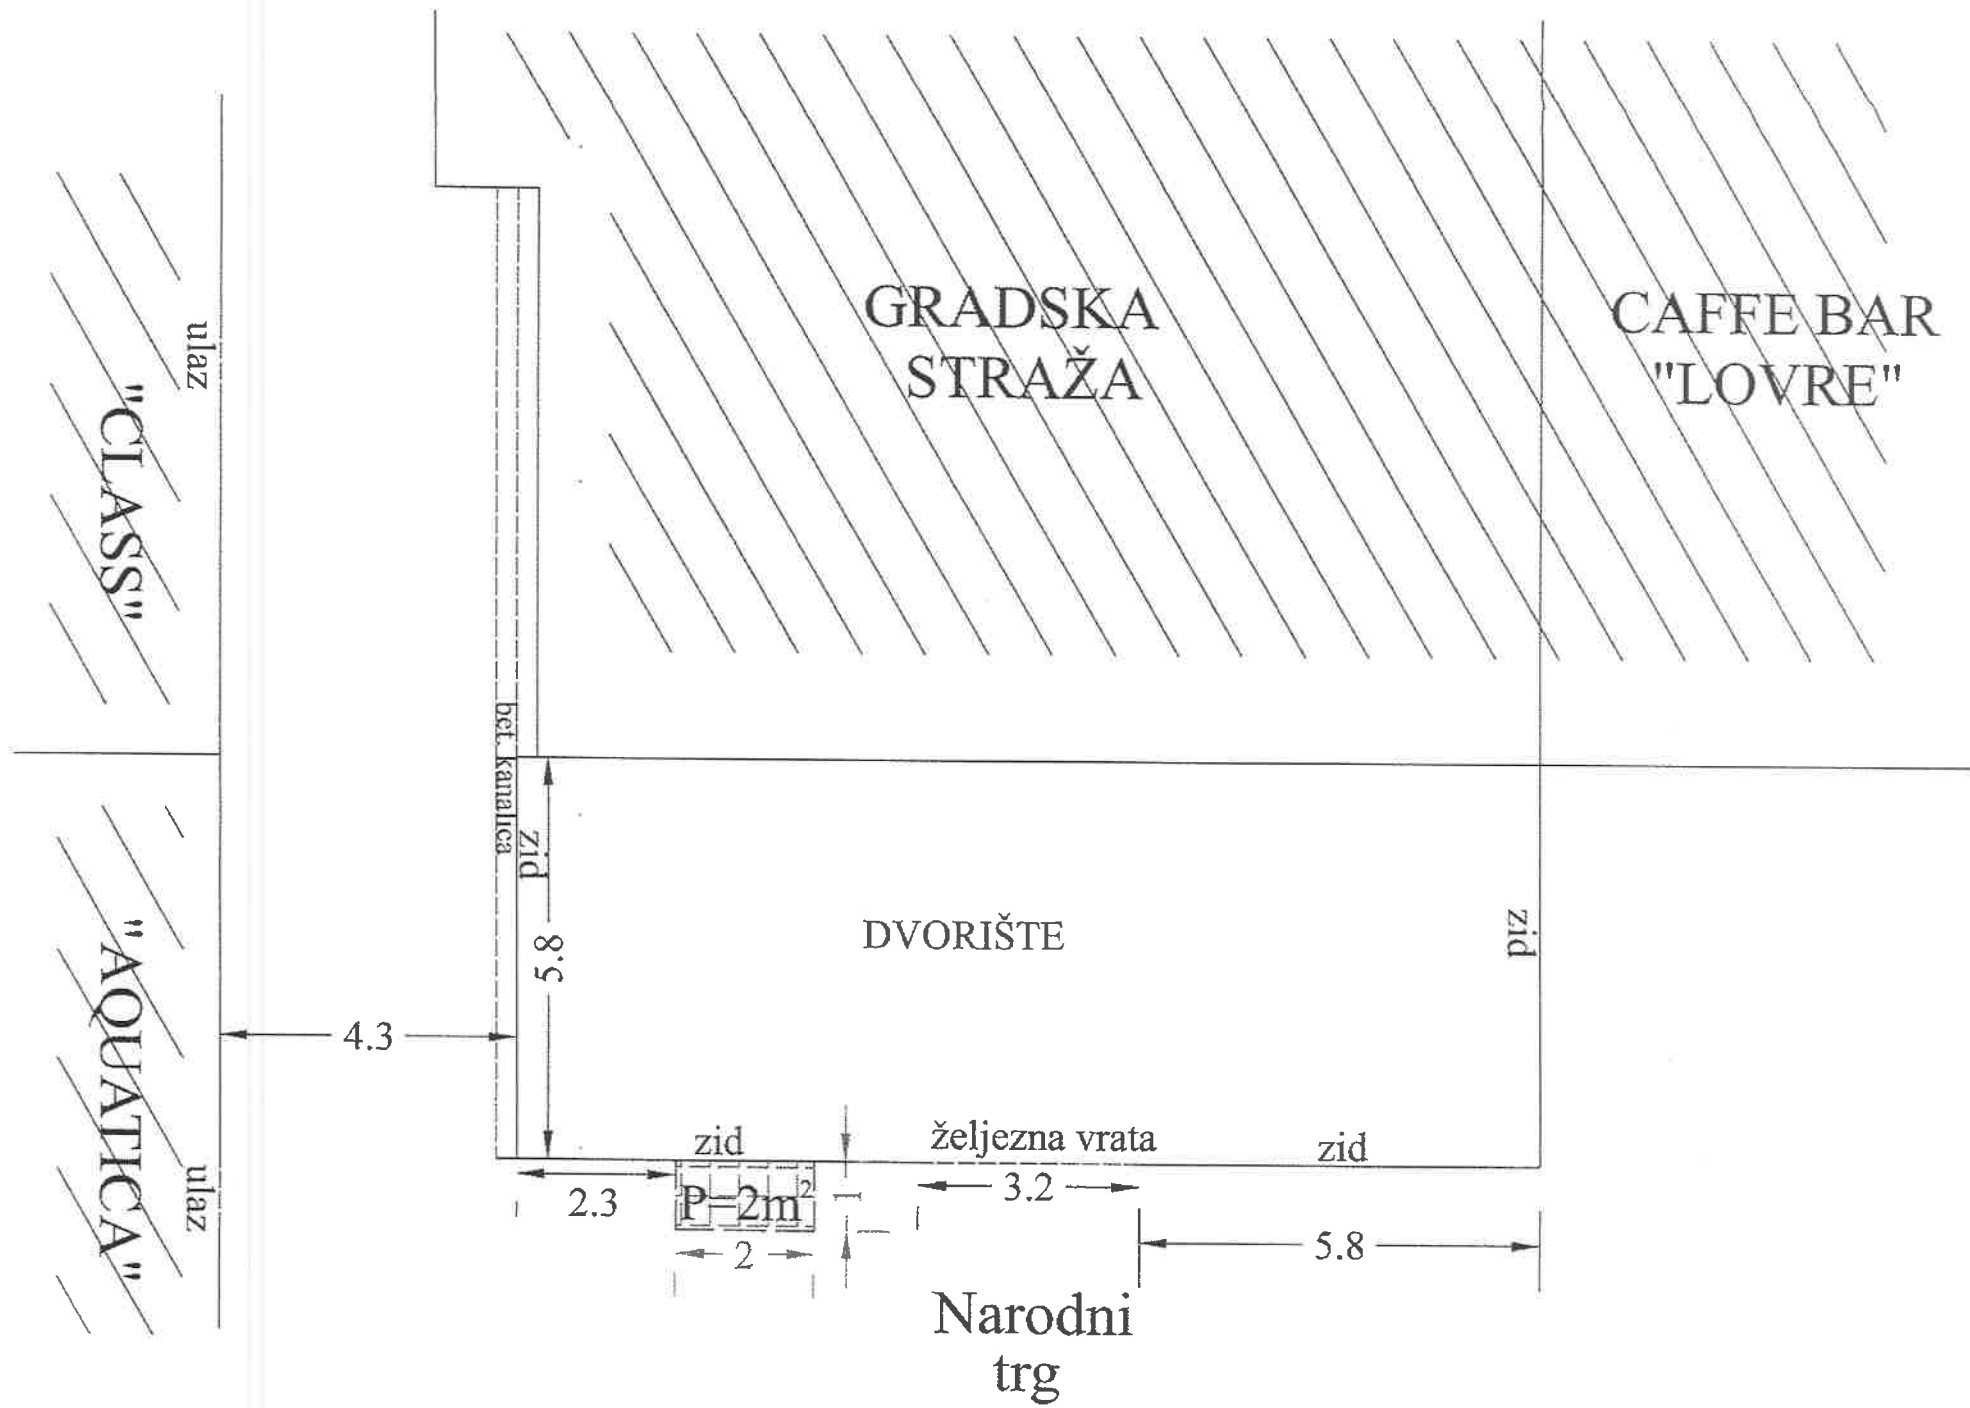 GRADSKA
STRAŽA
CAFFE BAR
"LOVRE"
ulaz
"CLASS"
bet. kanalica
zid
5.8
DVORIŠTE
zid
"AQUATICA"
4.3
ulaz
zid
željezna vrata
zid
2.3
P=2m²
1
3.2
2
5.8
Narodni
trg